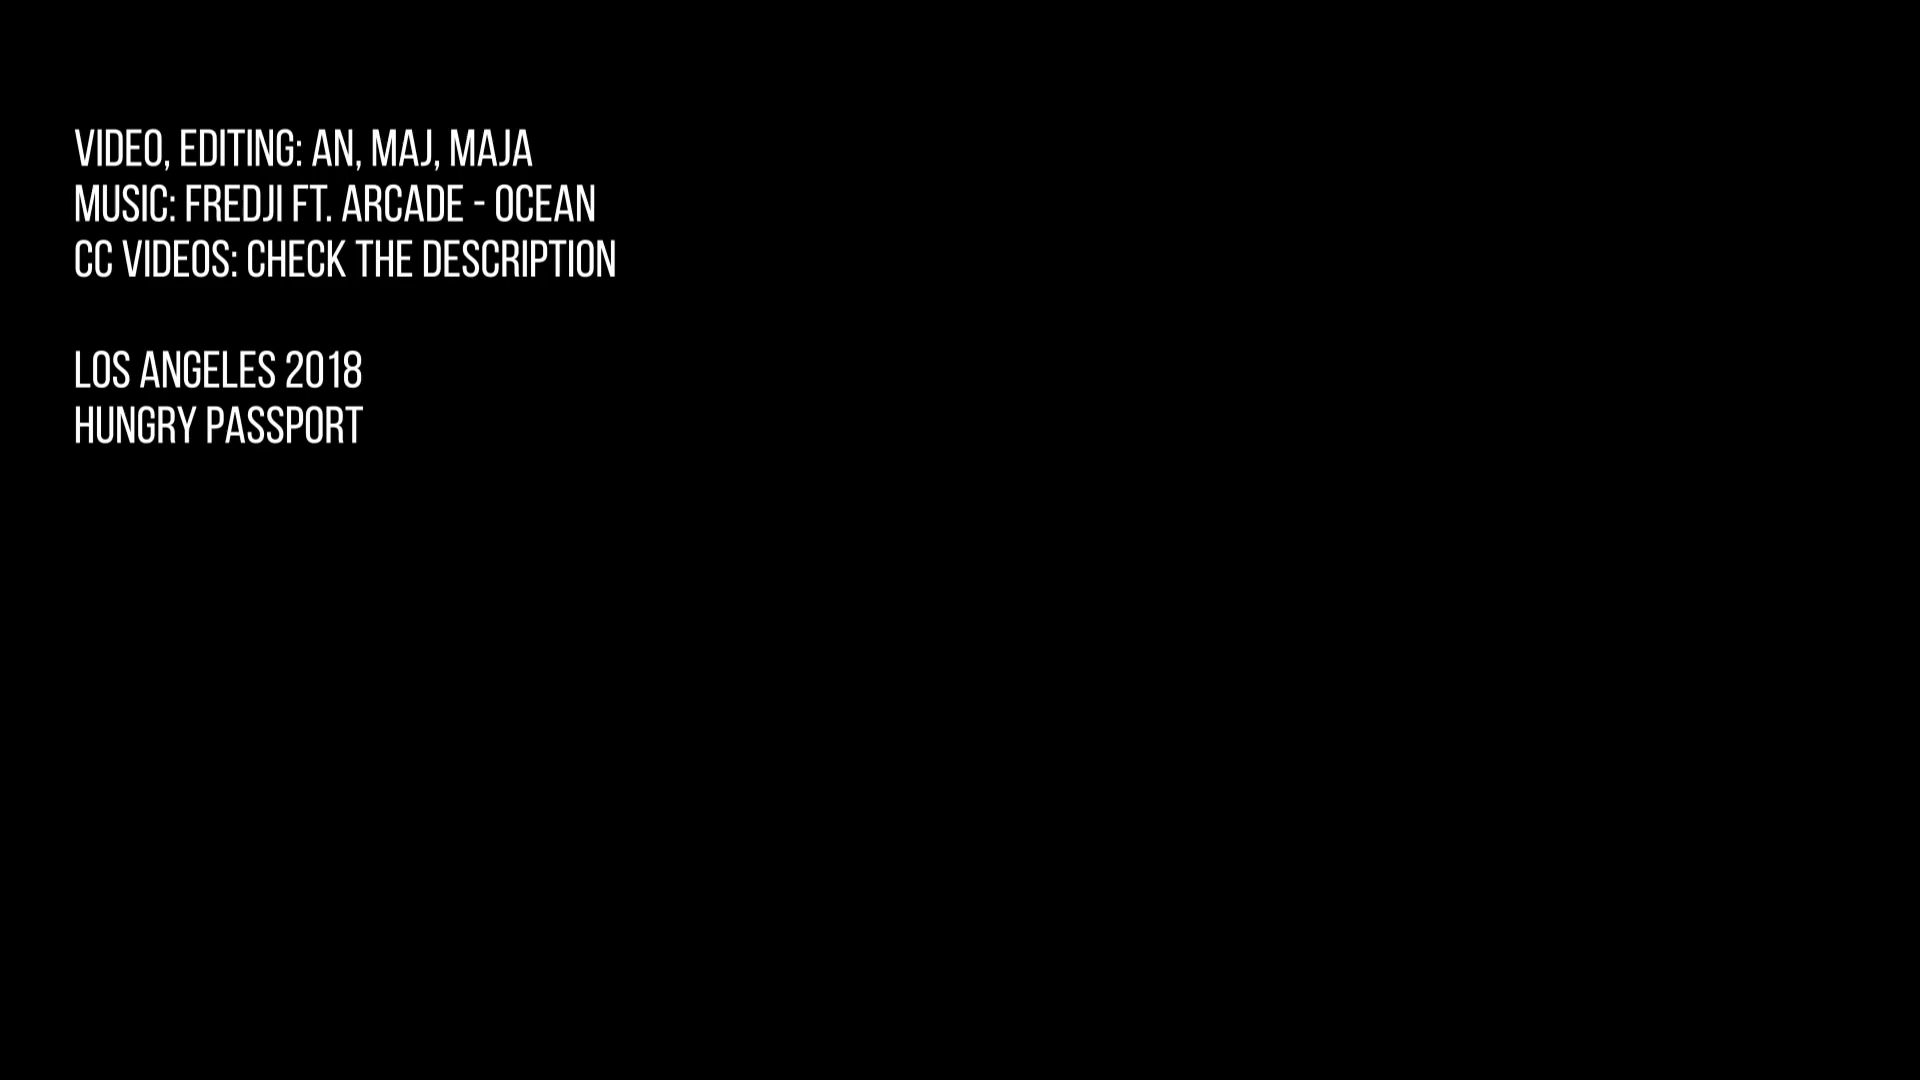 VIDEO, EDITING: AN, MAJ, MAJA
MUSIC: FREDJI FT. ARCADE - OCEAN
CC VIDEOS: CHECK THE DESCRIPTION
LOS ANGELES 2018
HUNGRY PASSPORT